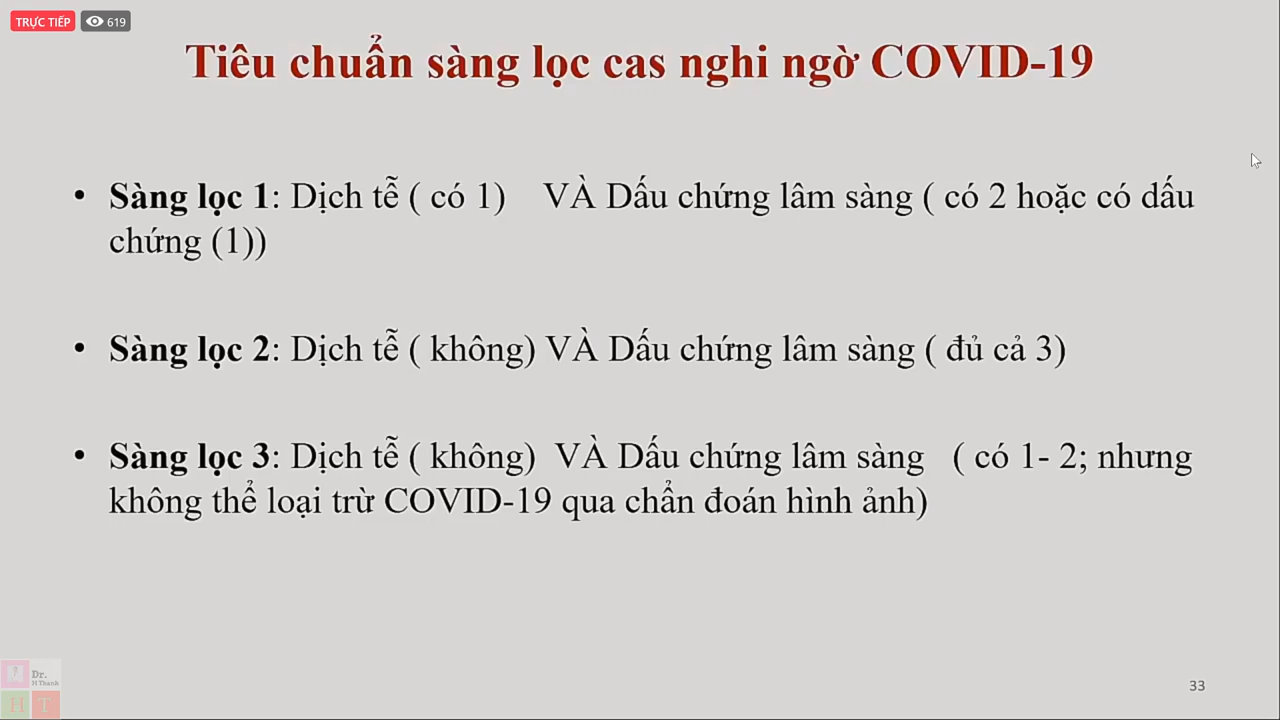 TRỰC TIẾP 619
Tiêu chuẩn sàng lọc cas nghi ngờ COVID-19
• Sàng lọc 1: Dịch tễ ( có 1) VÀ Dấu chứng lâm sàng ( có 2 hoặc có dấu
chứng (1))
• Sàng lọc 2: Dịch tễ ( không) VÀ Dấu chứng lâm sàng ( đủ cả 3)
• Sàng lọc 3: Dịch tễ ( không) VÀ Dấu chứng lâm sàng ( có 1- 2; nhưng
không thể loại trừ COVID-19 qua chẩn đoán hình ảnh)
? Dr.
H Thanh
H T
33